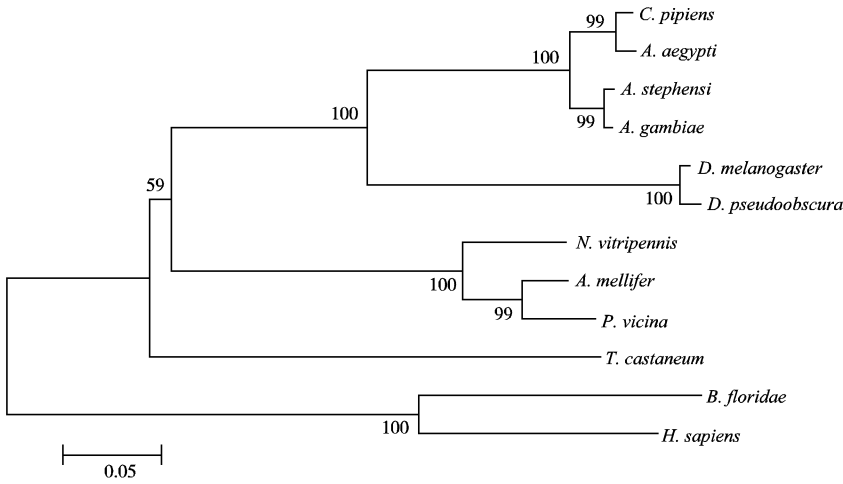 99
C. pipiens
A. aegypti
100
A. stephensi
99
A. gambiae
100
D. melanogaster
100
D. pseudoobscura
59
N. vitripennis
100
A. mellifer
99
P. vicina
T. castaneum
B. floridae
100
H. sapiens
0.05